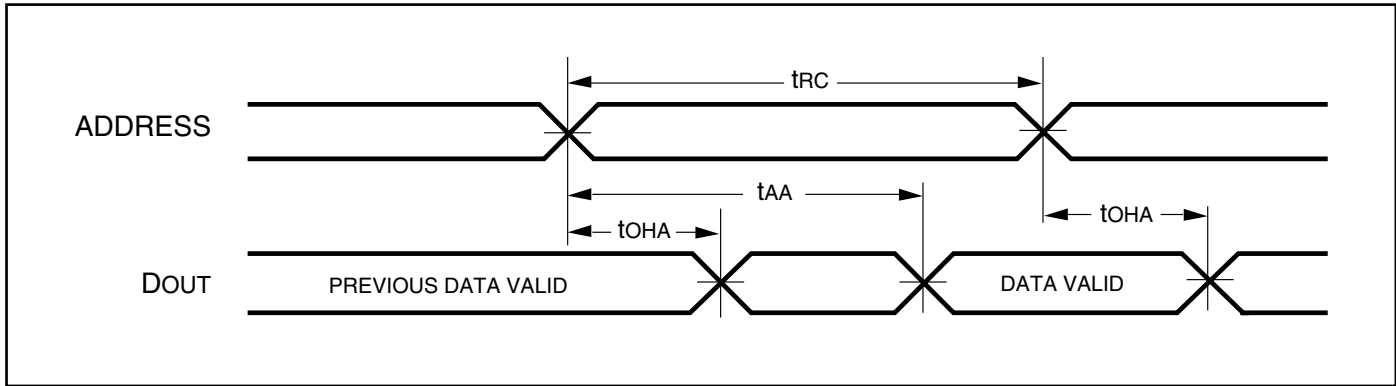 tRC
ADDRESS
tAA
tOHA
tOHA
DOUT
PREVIOUS DATA VALID
DATA VALID